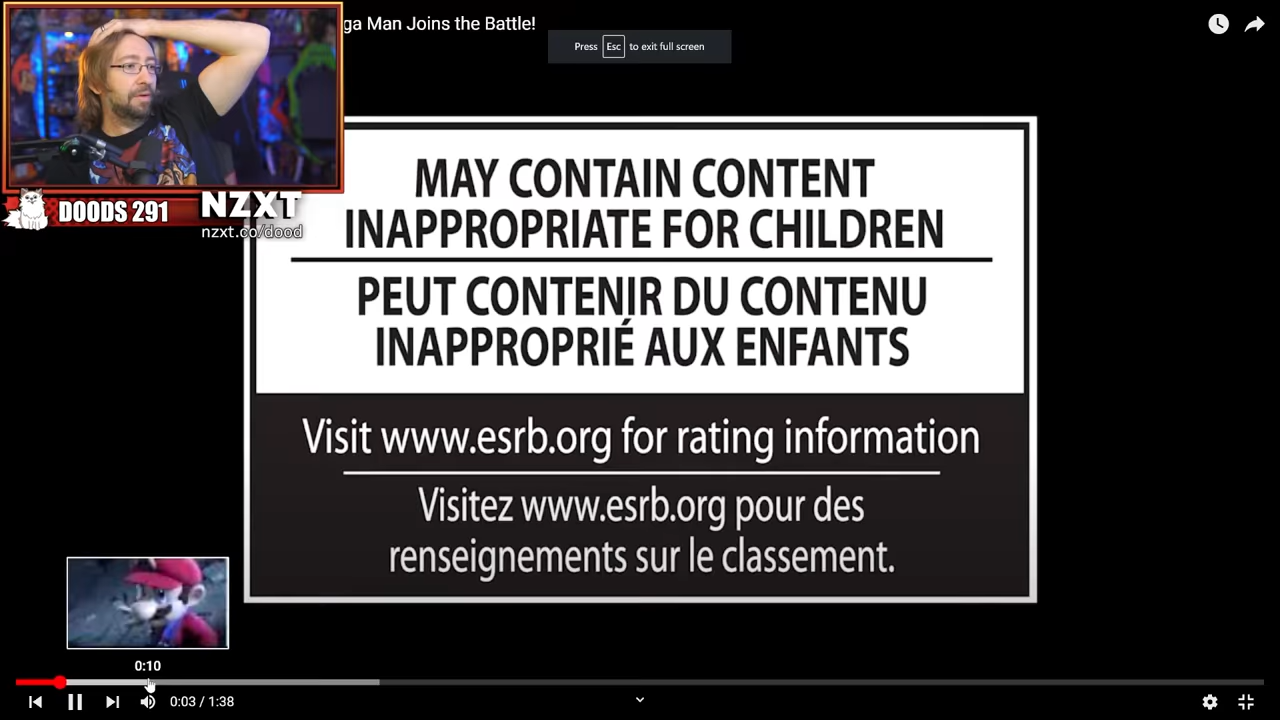 ga Man Joins the Battle!
Press Esc to exit full screen
MAY CONTAIN CONTENT
INAPPROPRIATE FOR CHILDREN
PEUT CONTENIR DU CONTENU
INAPPROPRIÉ AUX ENFANTS
DOODS 291
NZXT
nzxt.co/dood
Visit www.esrb.org for rating information
Visitez www.esrb.org pour des
renseignements sur le classement.
0:10
0:03 / 1:38